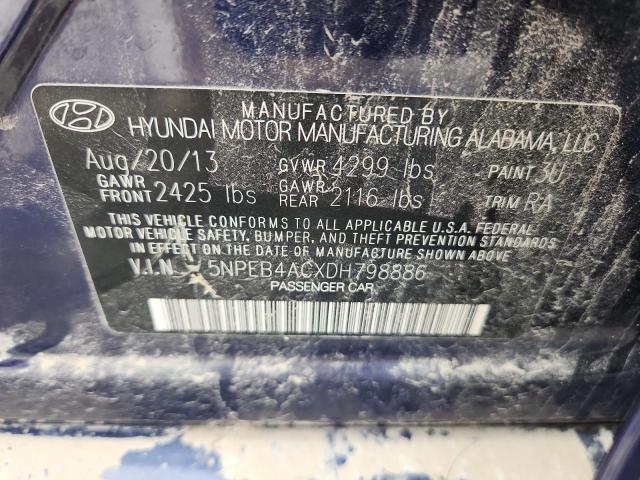 MANUFACTURED BY
HYUNDAI MOTOR MANUFACTURING ALABAMA, LLC
Aug/20/13 GVWR 4299 lbs PAINT 3U
GAWR FRONT 2425 lbs GAWR REAR 2116 lbs TRIM RA
THIS VEHICLE CONFORMS TO ALL APPLICABLE U.S.A. FEDERAL
MOTOR VEHICLE SAFETY, BUMPER, AND THEFT PREVENTION
STANDARDS IN EFFECT ON THE DATE OF MANUFACTURE SHOWN ABOVE.
V.I.N 5NPEB4ACXDH798886
PASSENGER CAR